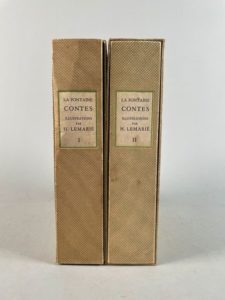 LA FONTAINE
CONTES
ILLUSTRATIONS
PAR
H. LEMARIÉ
I
LA FONTAINE
CONTES
ILLUSTRATIONS
PAR
H. LEMARIÉ
II